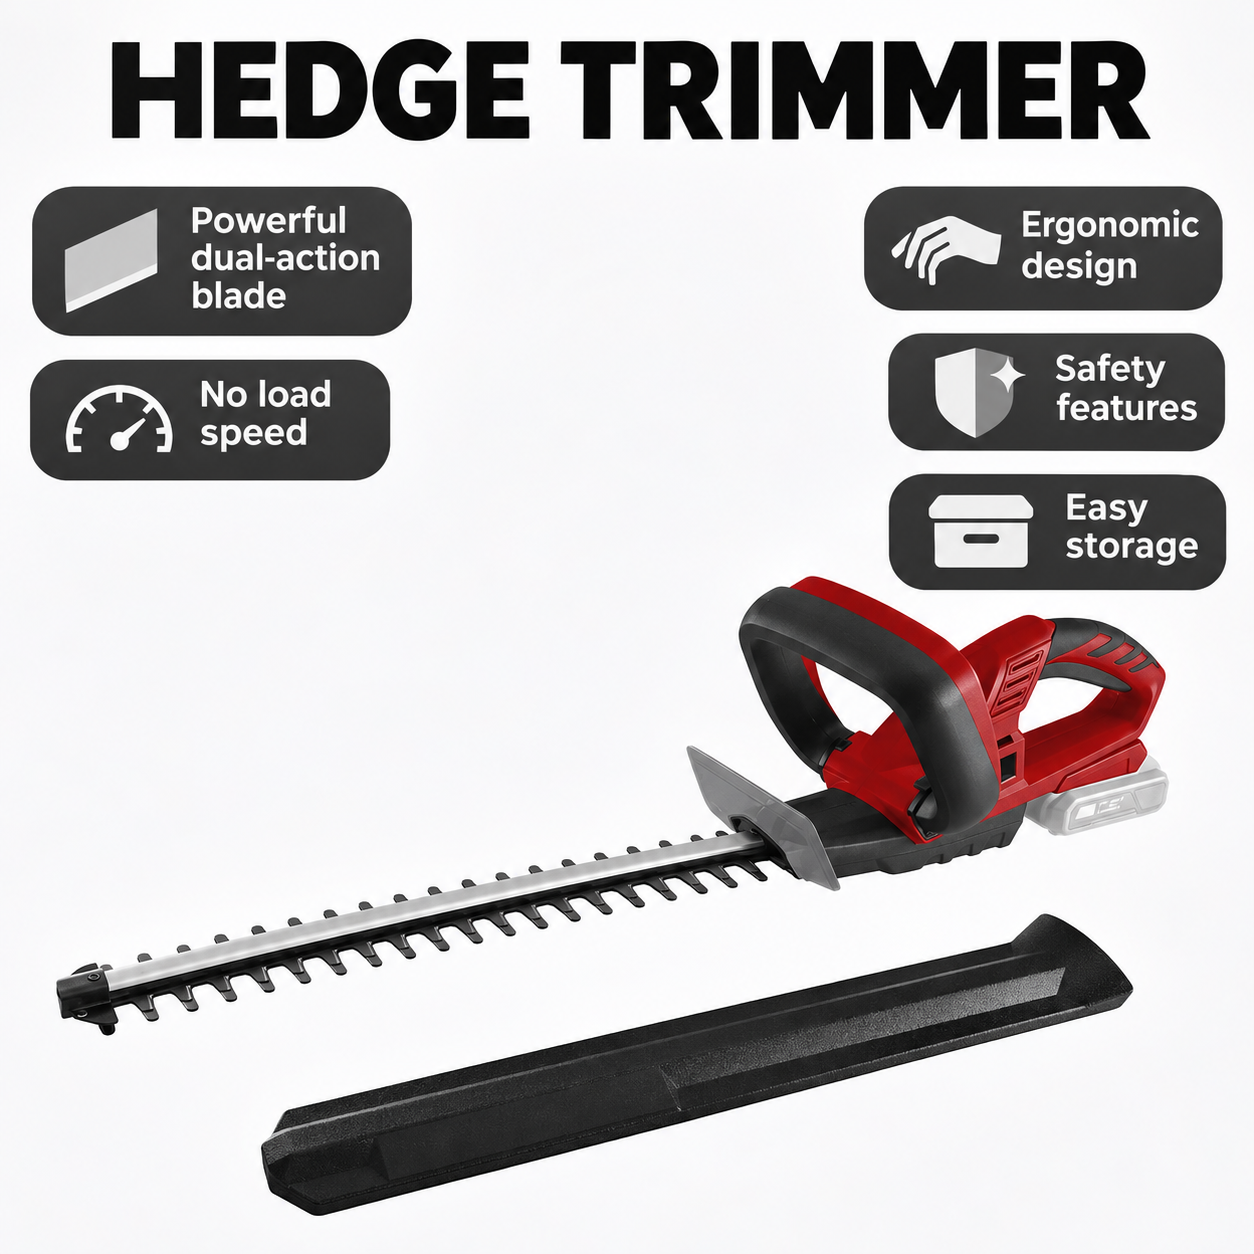 HEDGE TRIMMER
Powerful
dual-action
blade
No load
speed
Ergonomic
design
Safety
features
Easy
storage